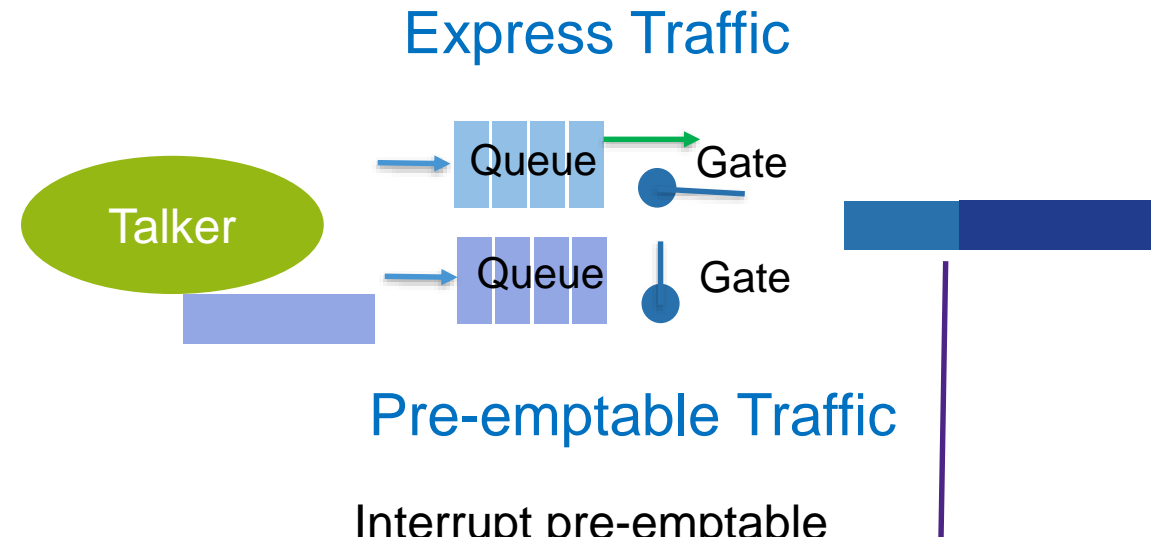 Express Traffic
Queue
Gate
Talker
Queue
Gate
Pre-emptable Traffic
Interrupt pre-emptable